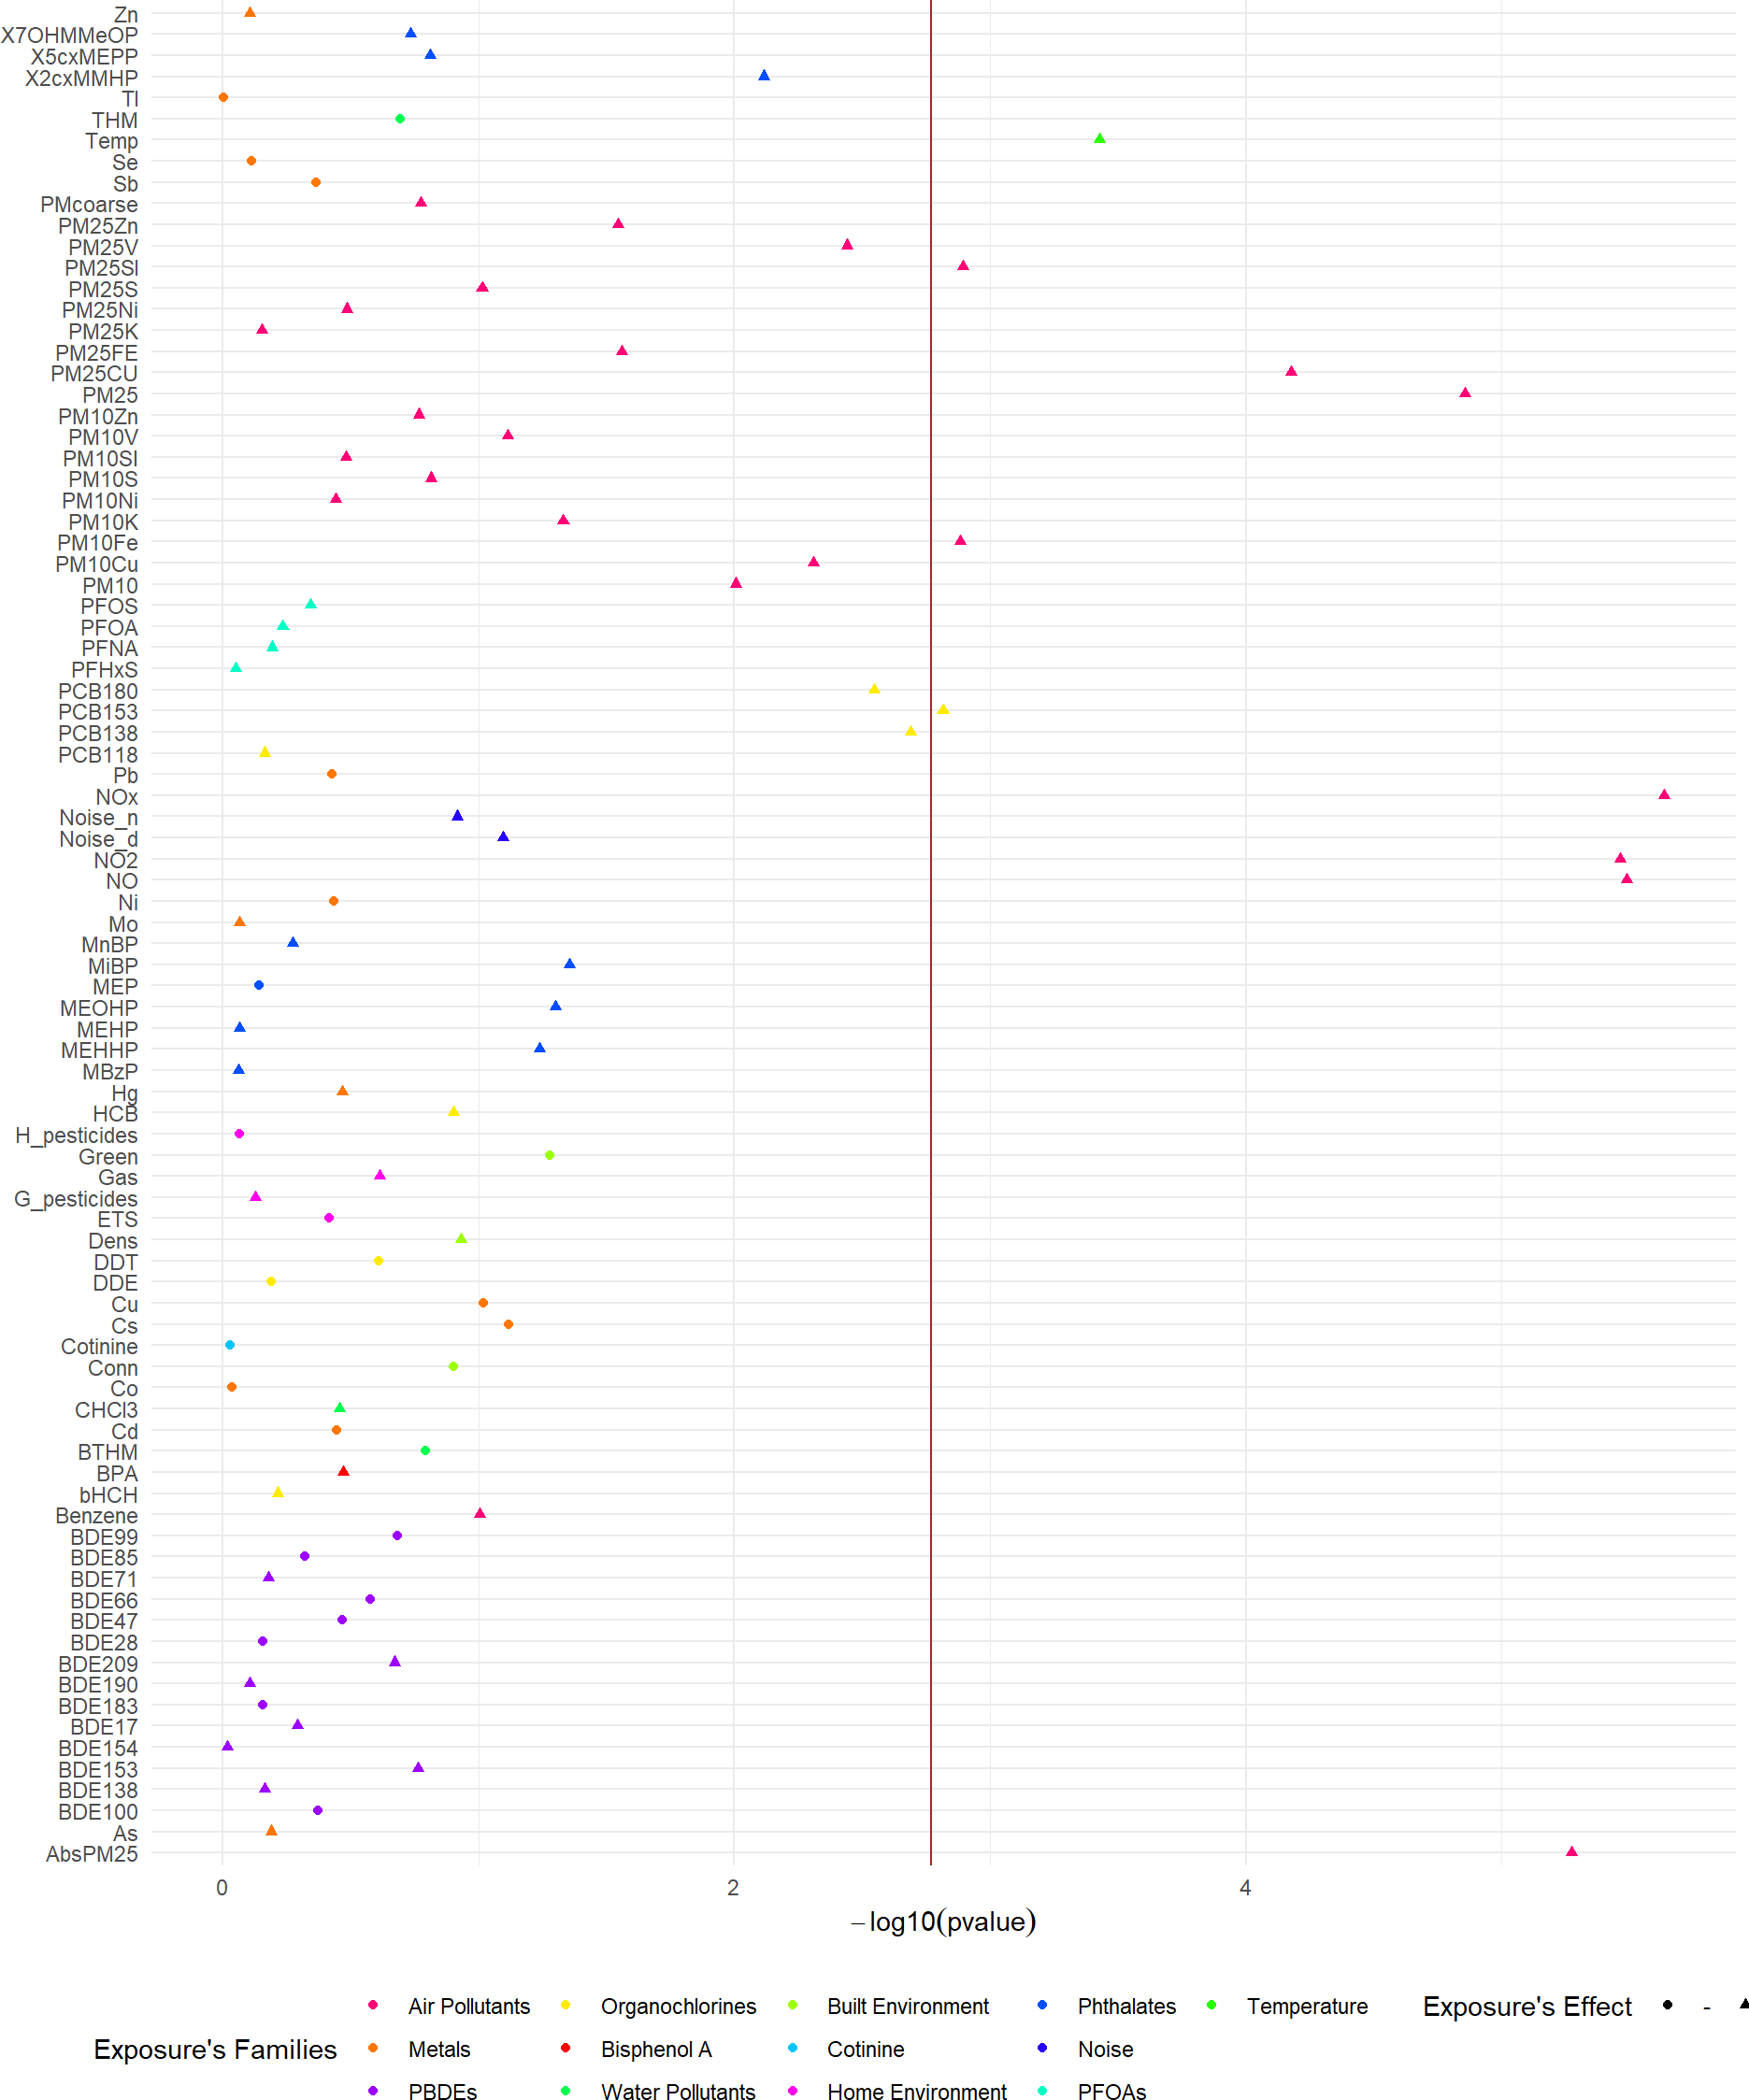 Zn
X7OHMMeOP
X5cxMEPP
X2cxMMHP
Tl
THM
Temp
Se
Sb
PMcoarse
PM25Zn
PM25V
PM25SI
PM25S
PM25Ni
PM25K
PM25FE
PM25CU
PM25
PM10Zn
PM10V
PM10SI
PM10S
PM10Ni
PM10K
PM10Fe
PM10Cu
PM10
PFOS
PFOA
PFNA
PFHxS
PCB180
PCB153
PCB138
PCB118
Pb
NOx
Noise_n
Noise_d
NO2
NO
Ni
Mo
MnBP
MiBP
MEP
MEOHP
MEHP
MEHHP
MBzP
Hg
HCB
H_pesticides
Green
Gas
G_pesticides
ETS
Dens
DDT
DDE
Cu
Cs
Cotinine
Conn
Co
CHCl3
Cd
BTHM
BPA
bHCH
Benzene
BDE99
BDE85
BDE71
BDE66
BDE47
BDE28
BDE209
BDE190
BDE183
BDE17
BDE154
BDE153
BDE138
BDE100
As
AbsPM25
0 2 4
−log10(pvalue)
Air Pollutants Organochlorines Built Environment Phthalates Temperature Exposure's Effect -
Exposure's Families Metals Bisphenol A Cotinine Noise
PBDEs Water Pollutants Home Environment PFOAs